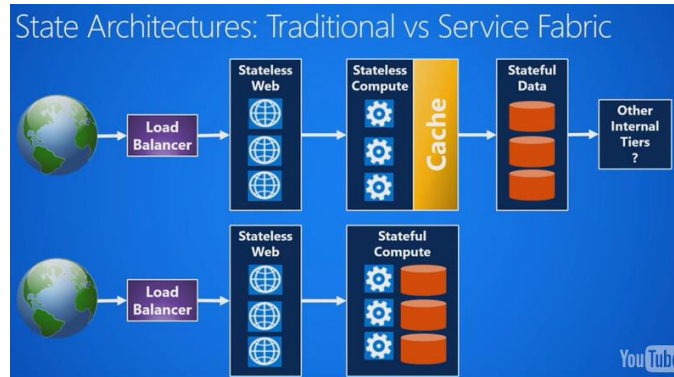 State Architectures: Traditional vs Service Fabric
Load
Balancer
Stateless
Web
Stateless
Compute
Cache
Stateful
Data
Other
Internal
Tiers
?
Load
Balancer
Stateless
Web
Stateful
Compute
YouTube